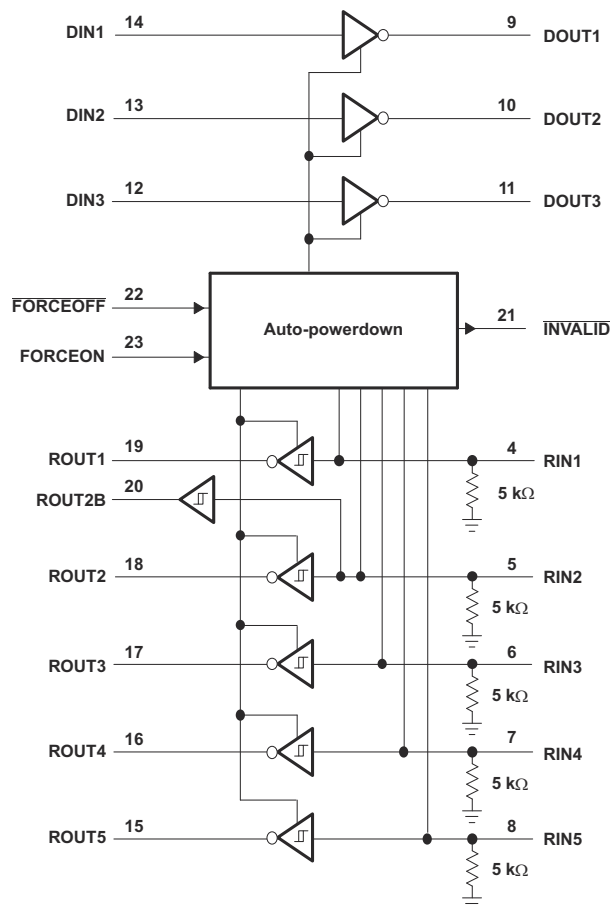 DIN1 14 9 DOUT1
DIN2 13 10 DOUT2
DIN3 12 11 DOUT3
FORCEOFF 22
Auto-powerdown
21 INVALID
FORCEON 23
ROUT1 19 4 RIN1
5 kΩ
ROUT2B 20
ROUT2 18 5 RIN2
5 kΩ
ROUT3 17 6 RIN3
5 kΩ
ROUT4 16 7 RIN4
5 kΩ
ROUT5 15 8 RIN5
5 kΩ